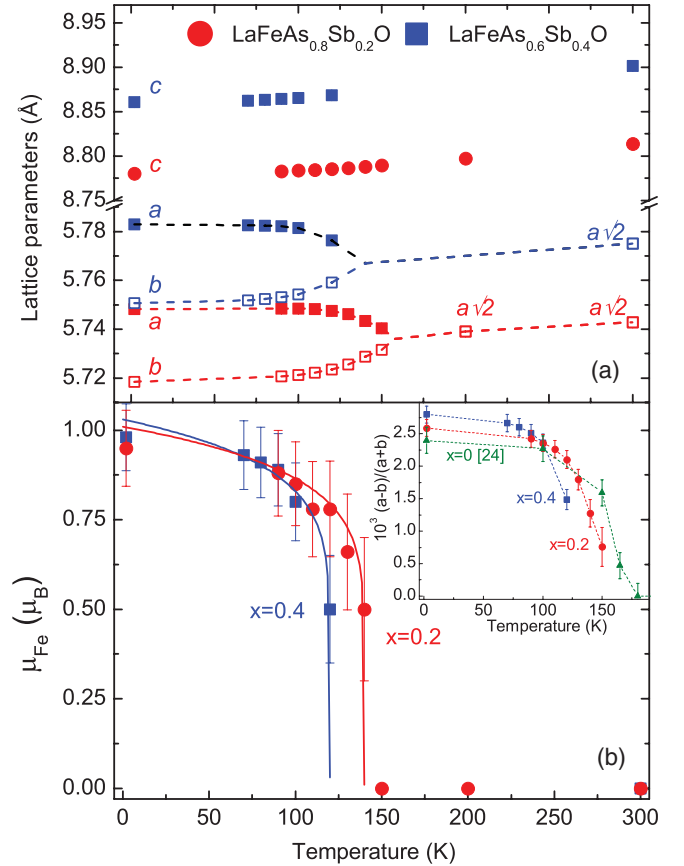 LaFeAs0.8Sb0.2O LaFeAs0.6Sb0.4O
Lattice parameters (Å)
8.95
8.90
8.85
8.80
8.75
5.78
5.76
5.74
5.72
c
c
a
b
a
b
a√2
a√2
a√2
(a)
μFe (μB)
1.00
0.75
0.50
0.25
0.00
x=0.4
x=0.2
(b)
0 50 100 150 200 250 300
Temperature (K)
10³ (a-b)/(a+b)
2.5
2.0
1.5
1.0
0.5
0.0
x=0 [24]
x=0.4
x=0.2
0 50 100 150
Temperature (K)